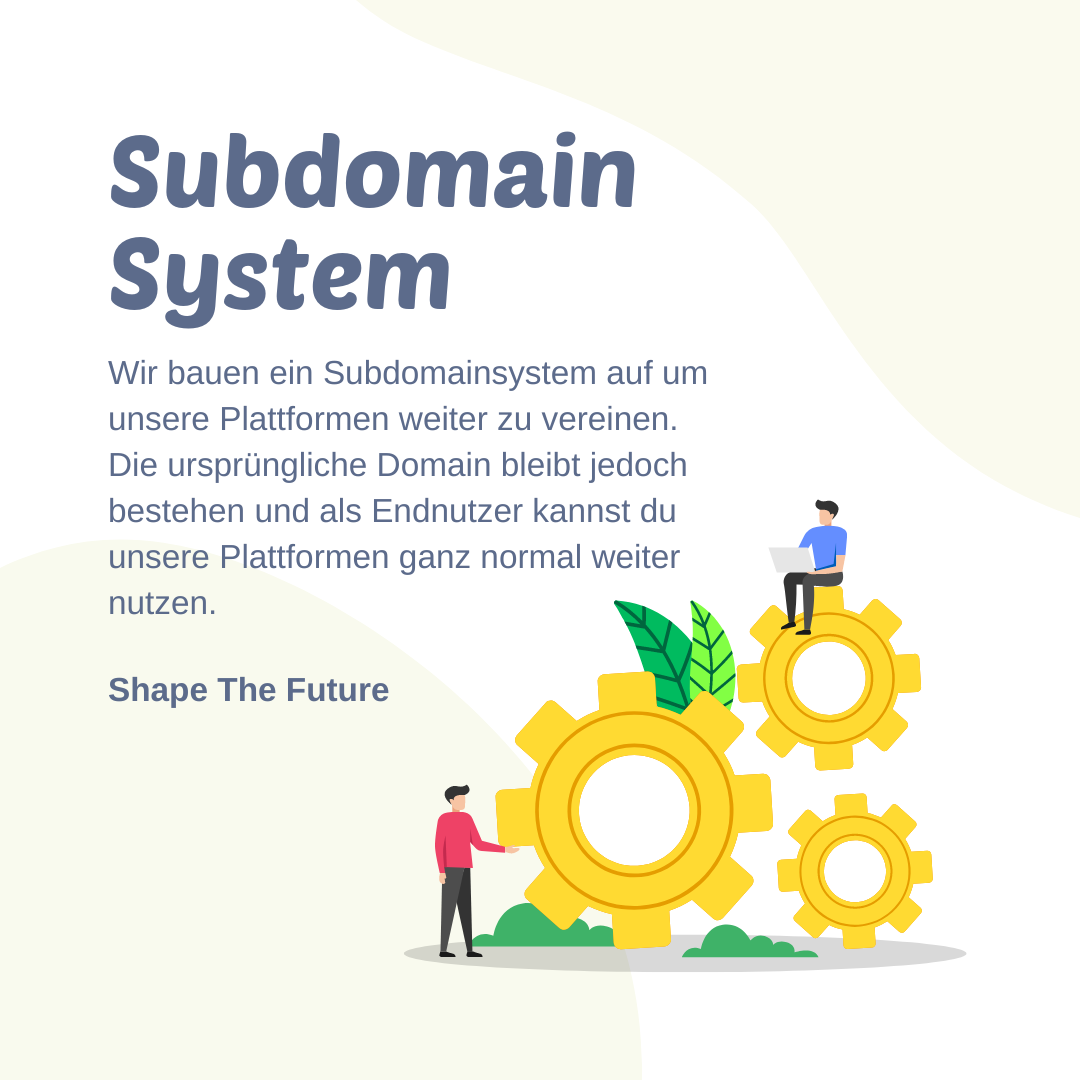 Subdomain
System
Wir bauen ein Subdomainsystem auf um
unsere Plattformen weiter zu vereinen.
Die ursprüngliche Domain bleibt jedoch
bestehen und als Endnutzer kannst du
unsere Plattformen ganz normal weiter
nutzen.
Shape The Future